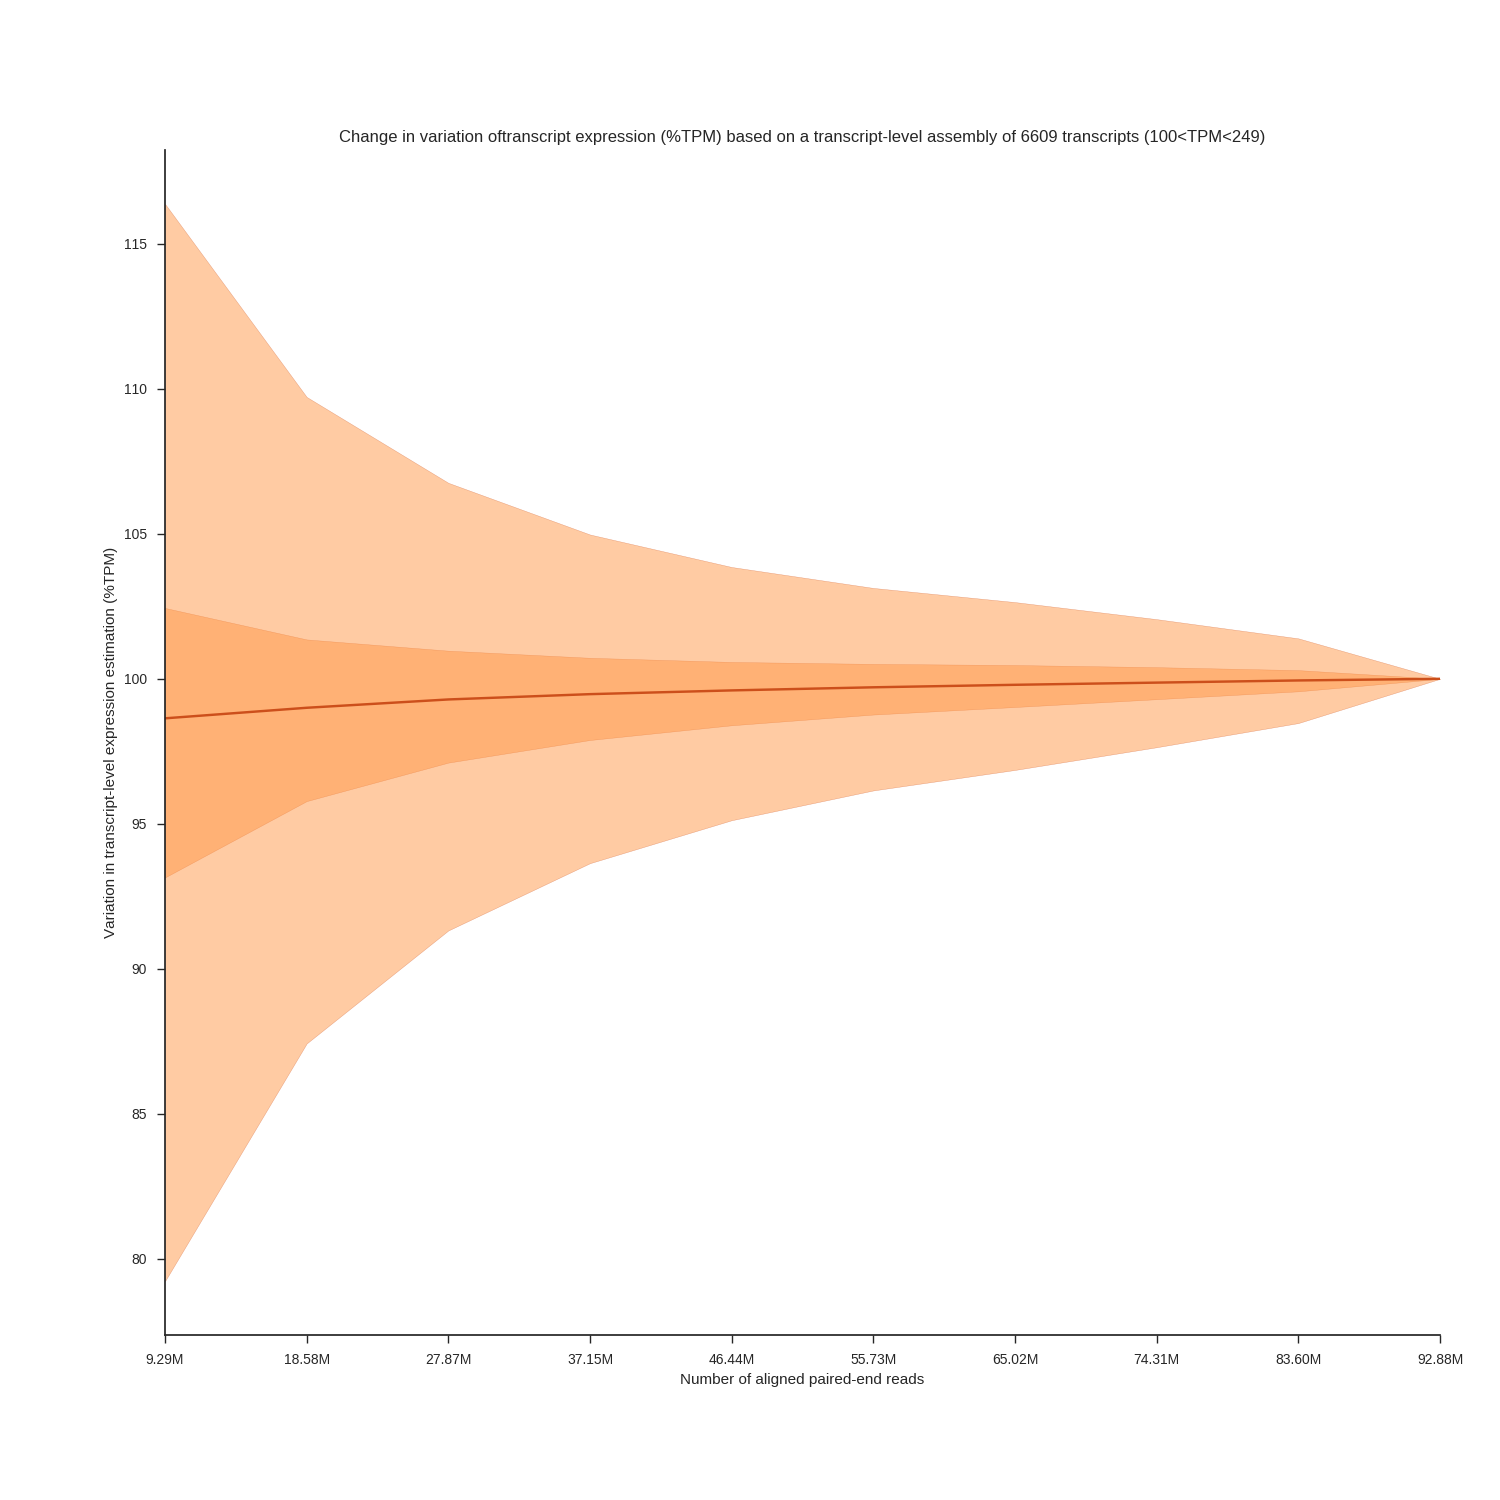 Change in variation oftranscript expression (%TPM) based on a transcript-level assembly of 6609 transcripts (100<TPM<249)
Variation in transcript-level expression estimation (%TPM)
115
110
105
100
95
90
85
80
9.29M 18.58M 27.87M 37.15M 46.44M 55.73M 65.02M 74.31M 83.60M 92.88M
Number of aligned paired-end reads